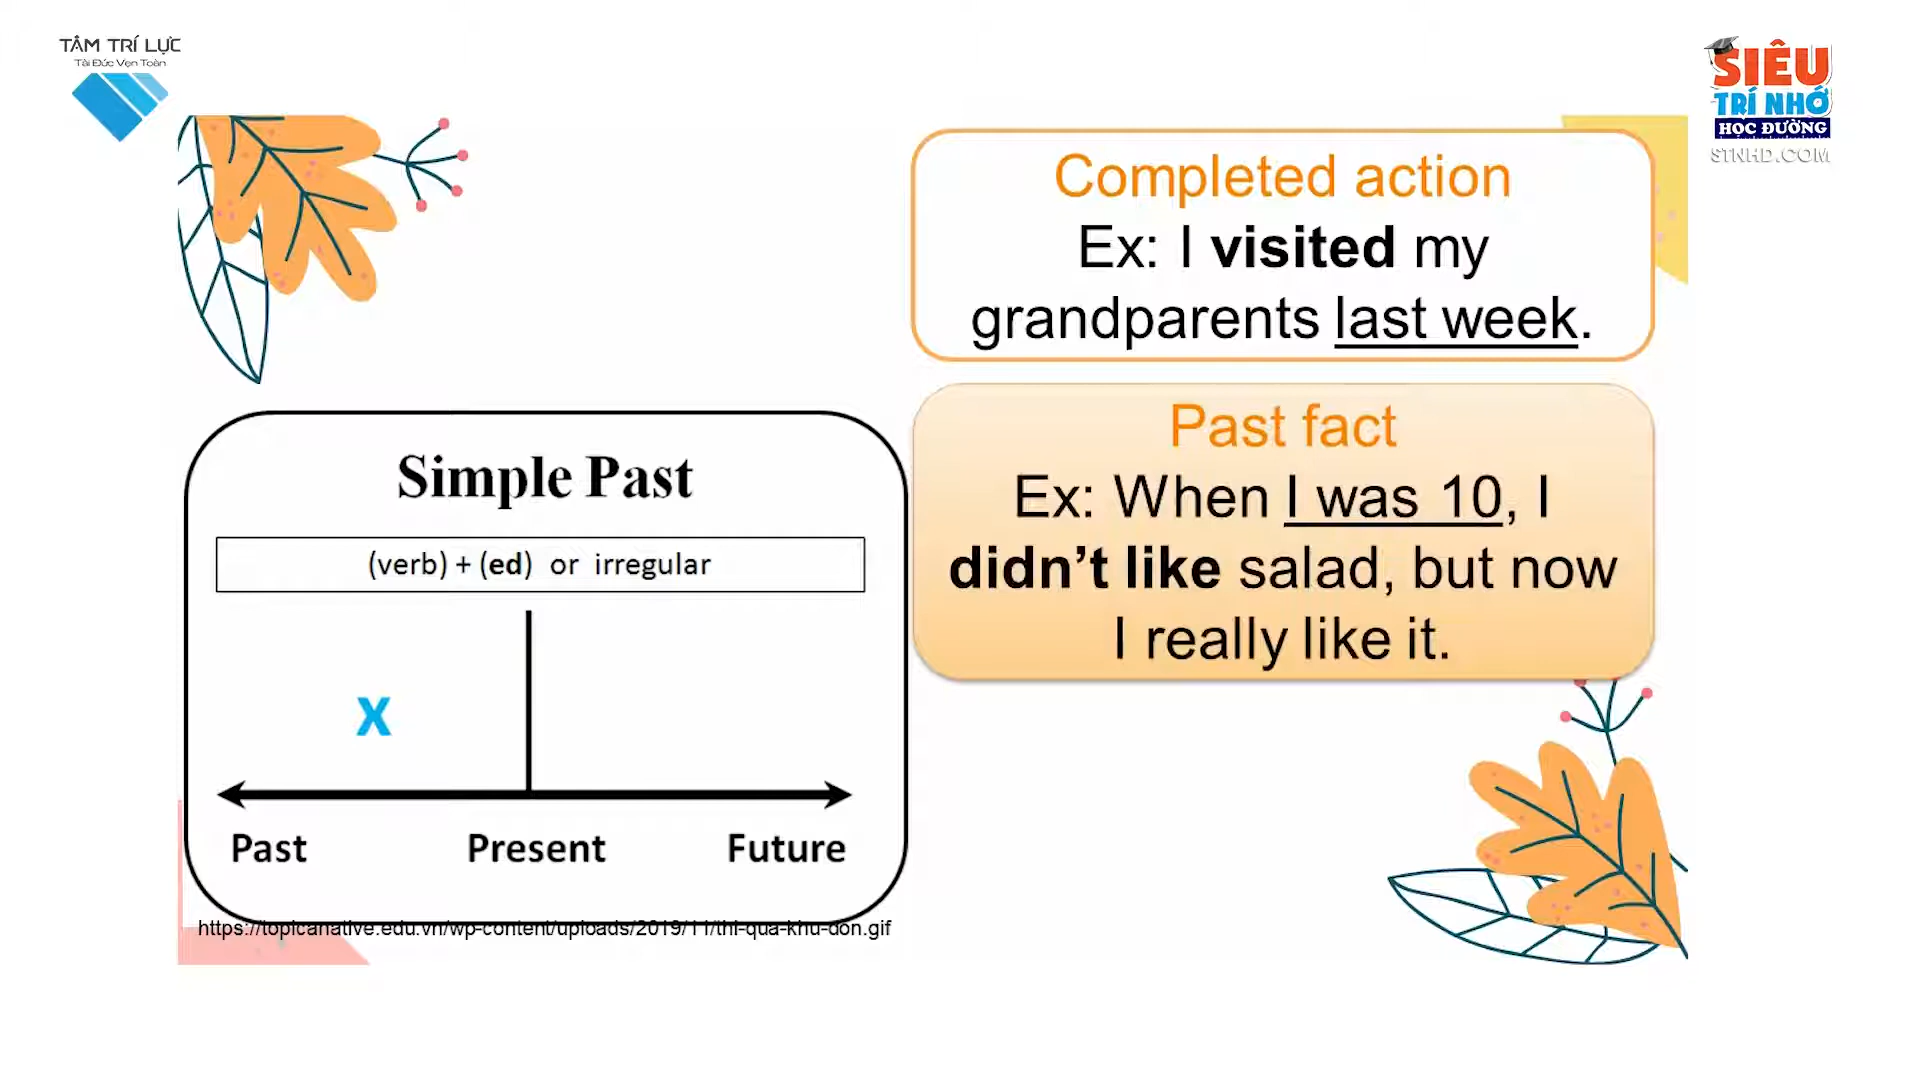 TÂM TRÍ LỰC
Tài Đức Vẹn Toàn
SIÊU
TRÍ NHỚ
HỌC ĐƯỜNG
STNHD.COM
Completed action
Ex: I visited my
grandparents last week.
Past fact
Ex: When I was 10, I
didn’t like salad, but now
I really like it.
Simple Past
(verb) + (ed) or irregular
X
Past Present Future
https://topicanative.edu.vn/wp-content/uploads/2019/11/thi-qua-khu-don.gif